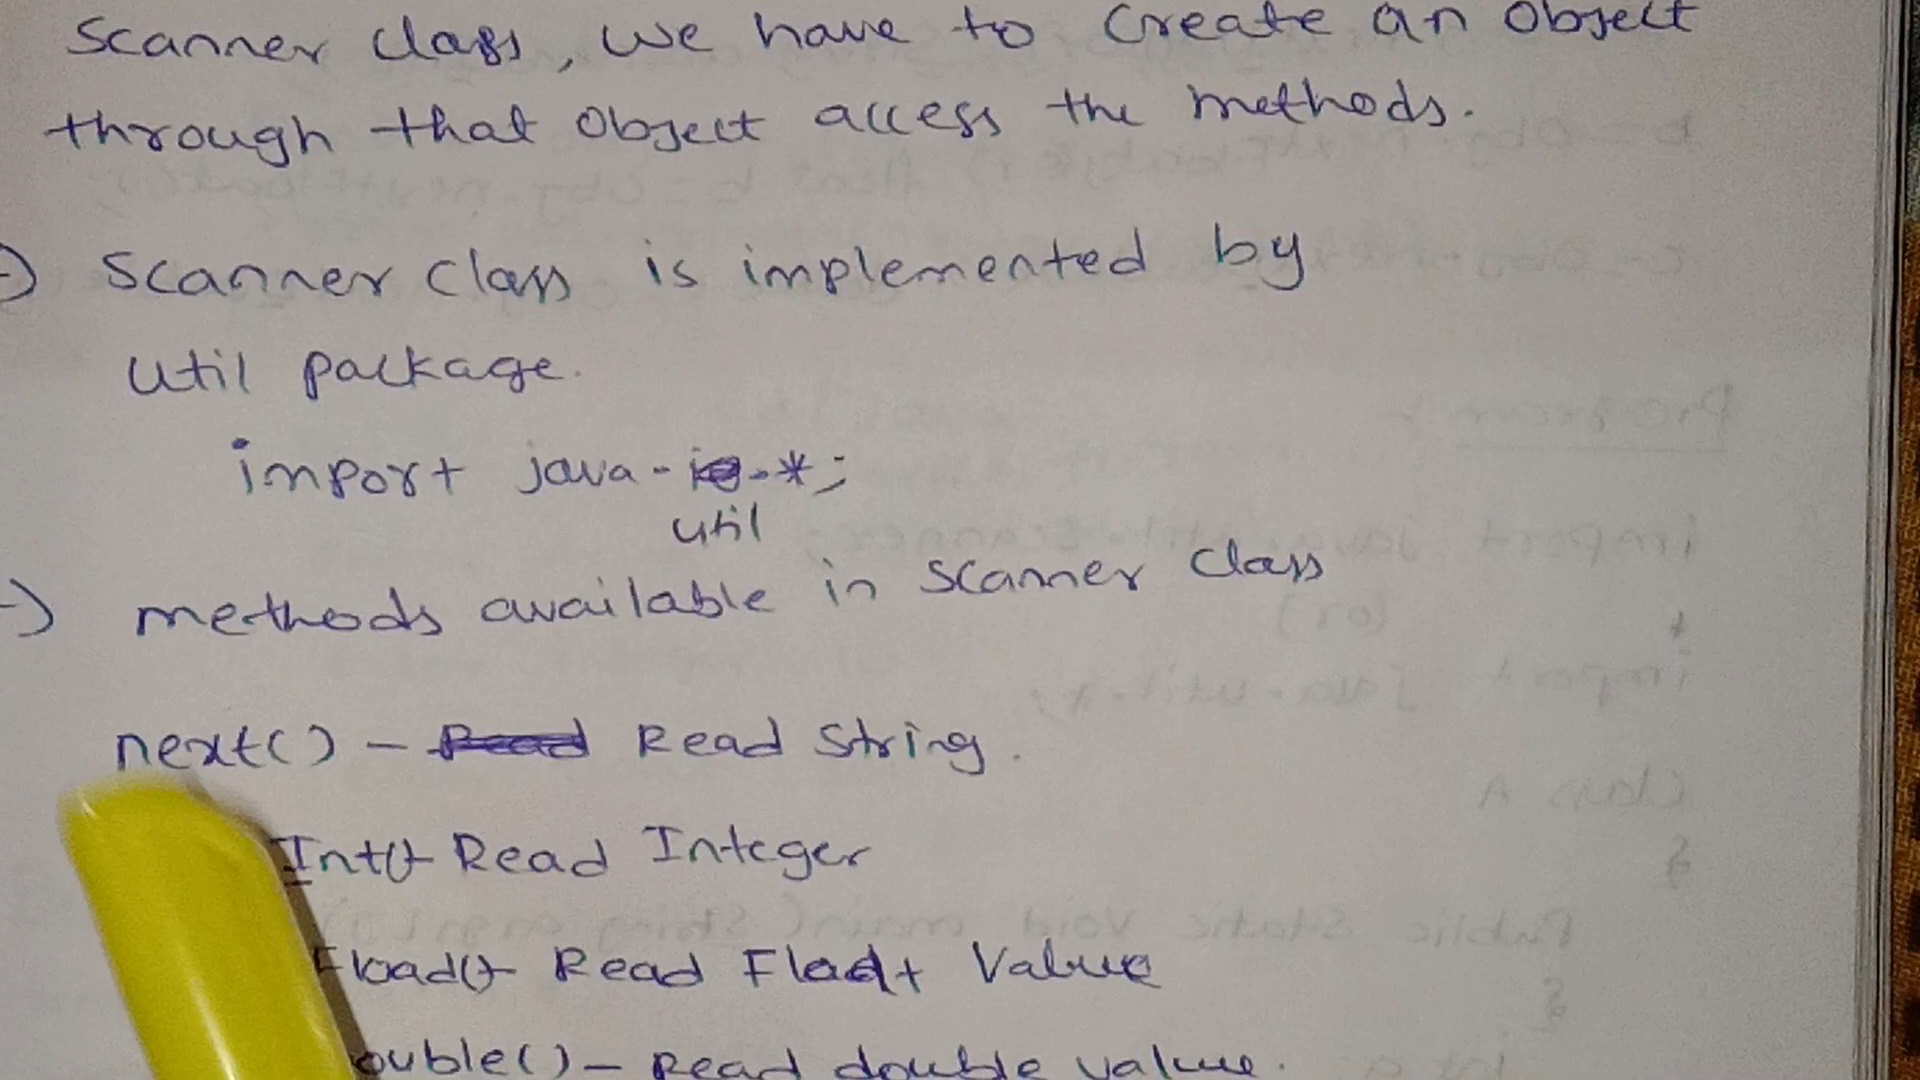 Scanner class, we have to create an object
through that object access the methods.
→ Scanner class is implemented by
util package.
import java.io.*;
util
→ methods available in Scanner class
next() - Read Read String.
Int() - Read Integer
Float() - Read Float Value
ouble() - Read double value.